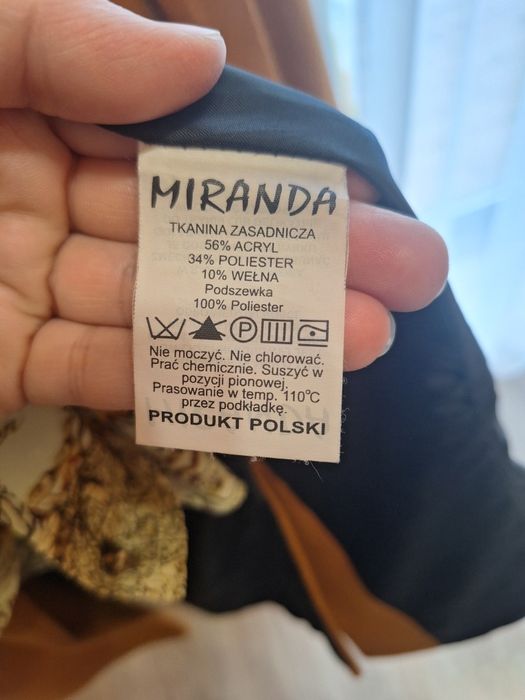 MIRANDA
TKANINA ZASADNICZA
56% ACRYL
34% POLIESTER
10% WEŁNA
Podszewka
100% Poliester
P
Nie moczyć. Nie chlorować.
Prać chemicznie. Suszyć w
pozycji pionowej.
Prasowanie w temp. 110°C
przez podkładkę.
PRODUKT POLSKI